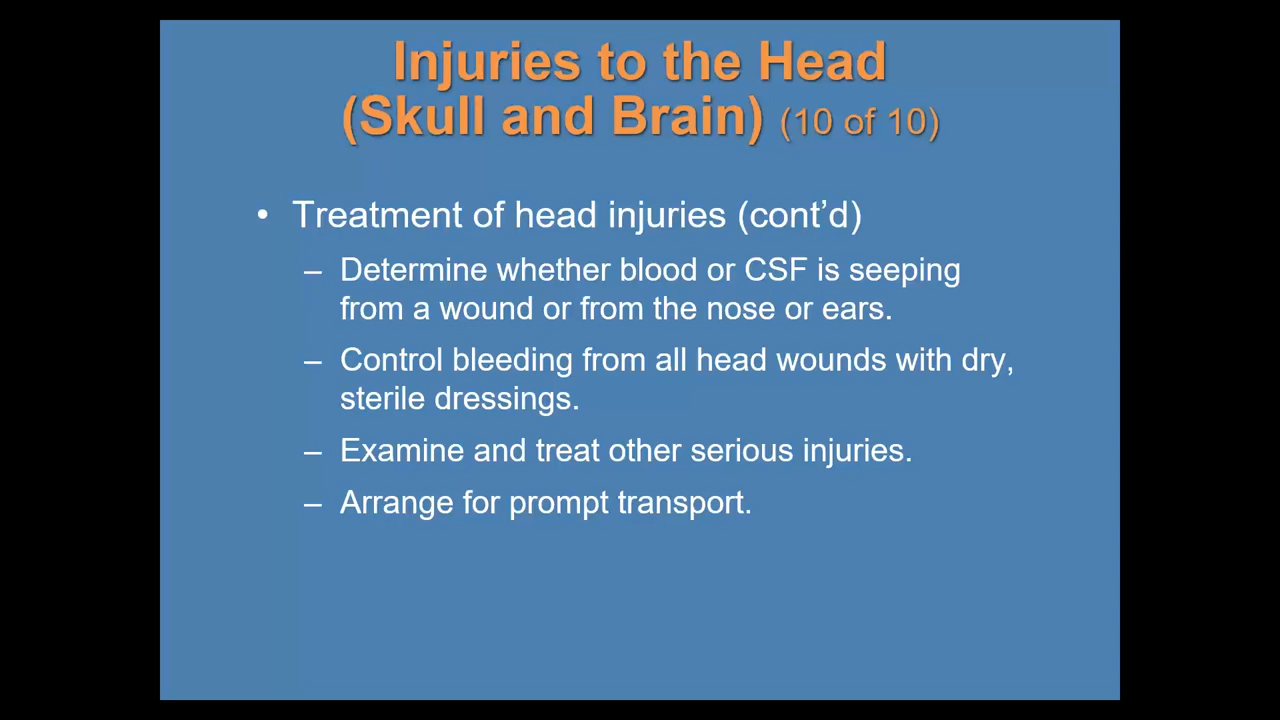 Injuries to the Head
(Skull and Brain) (10 of 10)
• Treatment of head injuries (cont’d)
– Determine whether blood or CSF is seeping
from a wound or from the nose or ears.
– Control bleeding from all head wounds with dry,
sterile dressings.
– Examine and treat other serious injuries.
– Arrange for prompt transport.